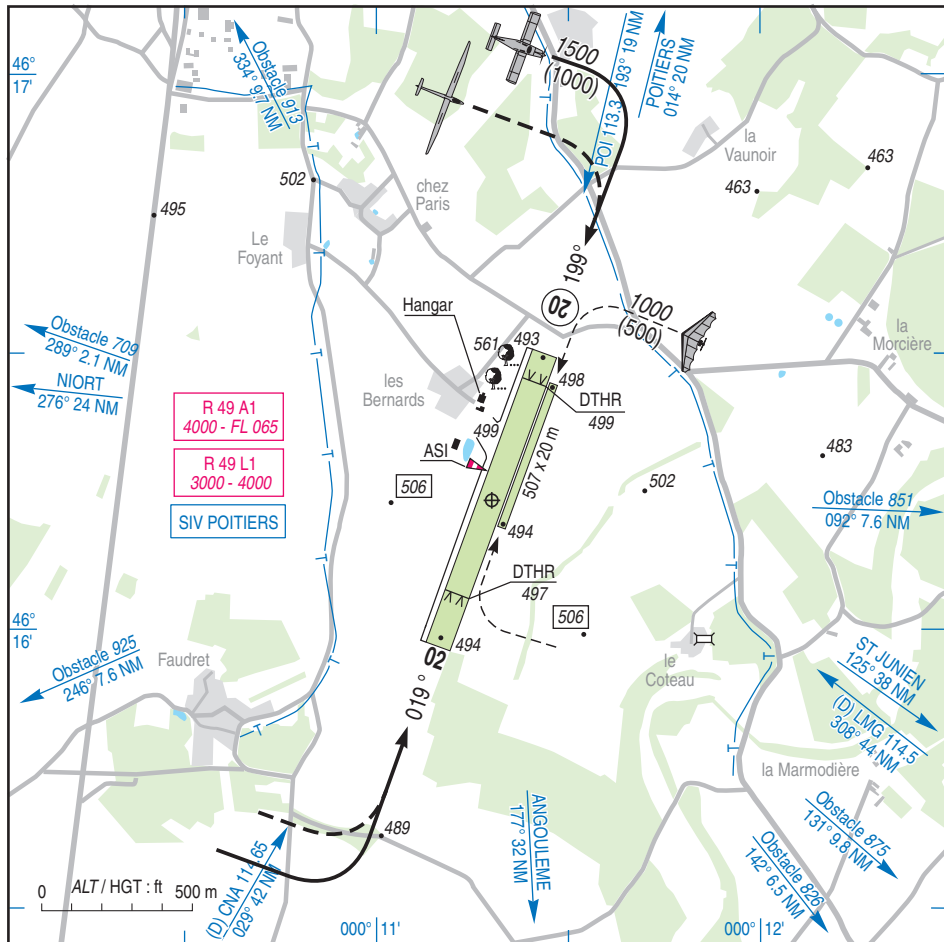 46°
17'
Obstacle 913
334° 9.7 NM
1500
(1000)
POI 113.3 193° 19 NM
POITIERS
014° 20 NM
la
Vaunoir
463
463
502
495
chez
Paris
Le
Foyant
199°
20
1000
(500)
Hangar
561
493
la
Morcière
Obstacle 709
289° 2.1 NM
NIORT
276° 24 NM
les
Bernards
498
DTHR
499
R 49 A1
4000 - FL 065
R 49 L1
3000 - 4000
SIV POITIERS
499
ASI
506
507 x 20 m
483
502
Obstacle 851
092° 7.6 NM
494
DTHR
497
506
46°
16'
494
02
019°
Obstacle 925
246° 7.6 NM
Faudret
le
Coteau
ST JUNIEN
125° 38 NM
(D) LMG 114.5
308° 44 NM
la Marmodière
489
ANGOULEME
177° 32 NM
Obstacle 875
131° 9.8 NM
Obstacle 826
142° 6.5 NM
(D) CNA 114.65
029° 42 NM
0 ALT / HGT : ft 500 m
000° 11'
000° 12'
T
T
T
T
T
T
T
T
T
T
T
T